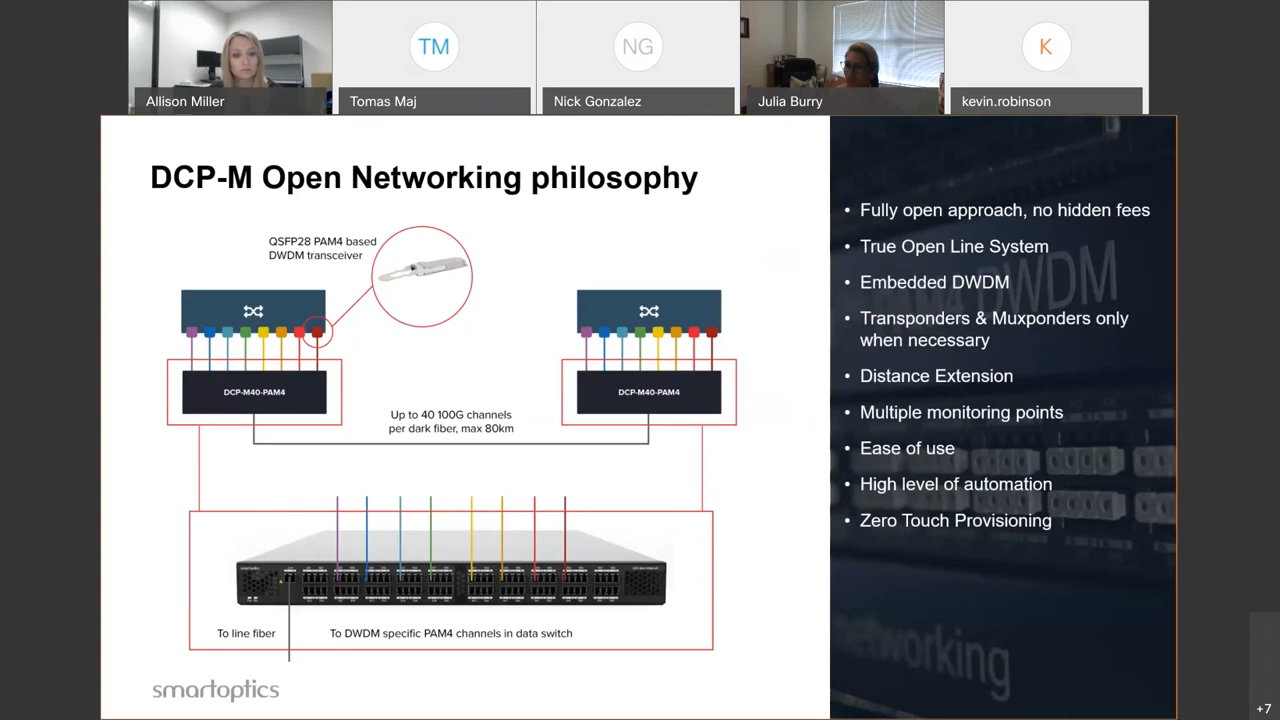 TM
NG
K
Allison Miller
Tomas Maj
Nick Gonzalez
Julia Burry
kevin.robinson
DCP-M Open Networking philosophy
QSFP28 PAM4 based
DWDM transceiver
DCP-M40-PAM4
DCP-M40-PAM4
Up to 40 100G channels
per dark fiber, max 80km
smartoptics
To line fiber
To DWDM specific PAM4 channels in data switch
smartoptics
• Fully open approach, no hidden fees
• True Open Line System
• Embedded DWDM
• Transponders & Muxponders only
when necessary
• Distance Extension
• Multiple monitoring points
• Ease of use
• High level of automation
• Zero Touch Provisioning
DWDM
networking
+7